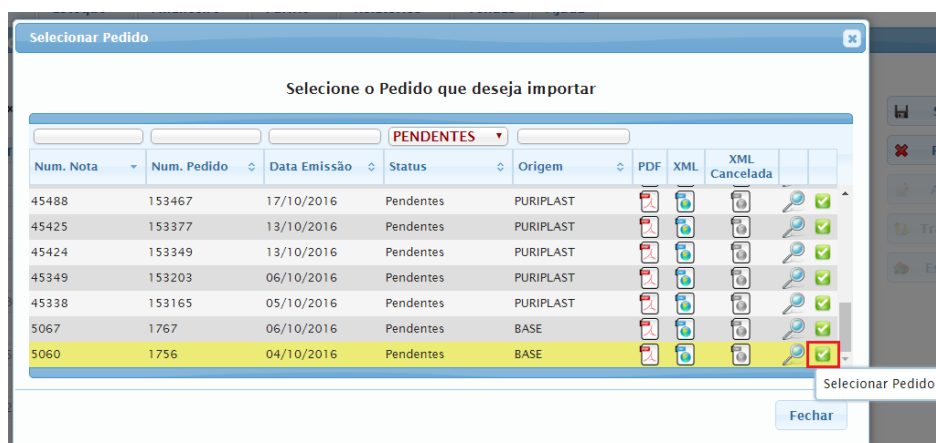 Selecionar Pedido
Selecione o Pedido que deseja importar
PENDENTES
Num. Nota Num. Pedido Data Emissão Status Origem PDF XML XML Cancelada
45488 153467 17/10/2016 Pendentes PURIPLAST
45425 153377 13/10/2016 Pendentes PURIPLAST
45424 153349 13/10/2016 Pendentes PURIPLAST
45349 153203 06/10/2016 Pendentes PURIPLAST
45338 153165 05/10/2016 Pendentes PURIPLAST
5067 1767 06/10/2016 Pendentes BASE
5060 1756 04/10/2016 Pendentes BASE
Selecionar Pedido
Fechar